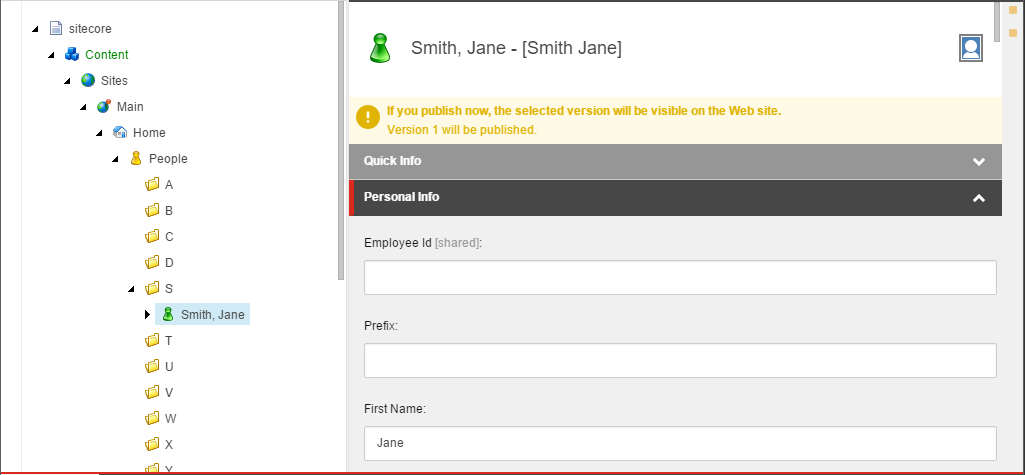 sitecore
Content
Sites
Main
Home
People
A
B
C
D
S
Smith, Jane
T
U
V
W
X
Y
Smith, Jane - [Smith Jane]
If you publish now, the selected version will be visible on the Web site.
Version 1 will be published.
Quick Info
Personal Info
Employee Id [shared]:
Prefix:
First Name:
Jane